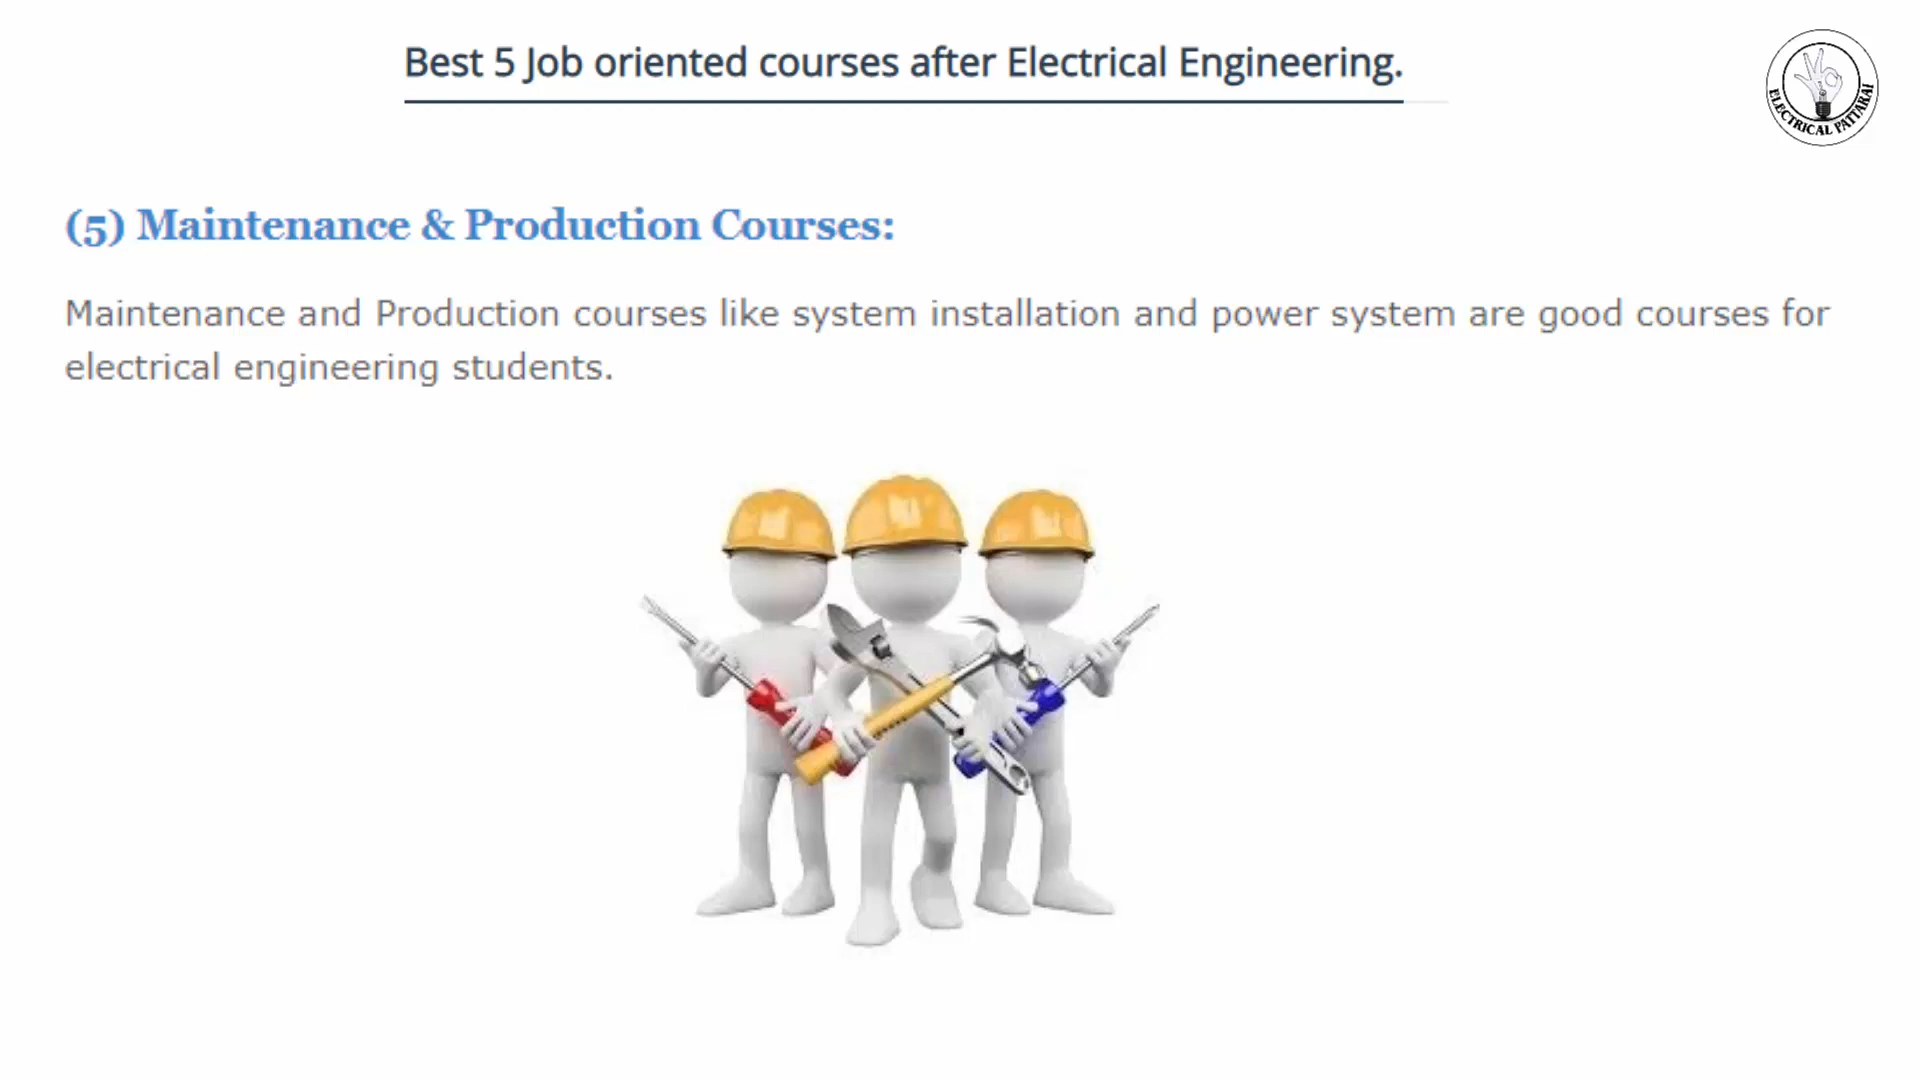 Best 5 Job oriented courses after Electrical Engineering.
ELECTRICAL PATTARAI
(5) Maintenance & Production Courses:
Maintenance and Production courses like system installation and power system are good courses for
electrical engineering students.